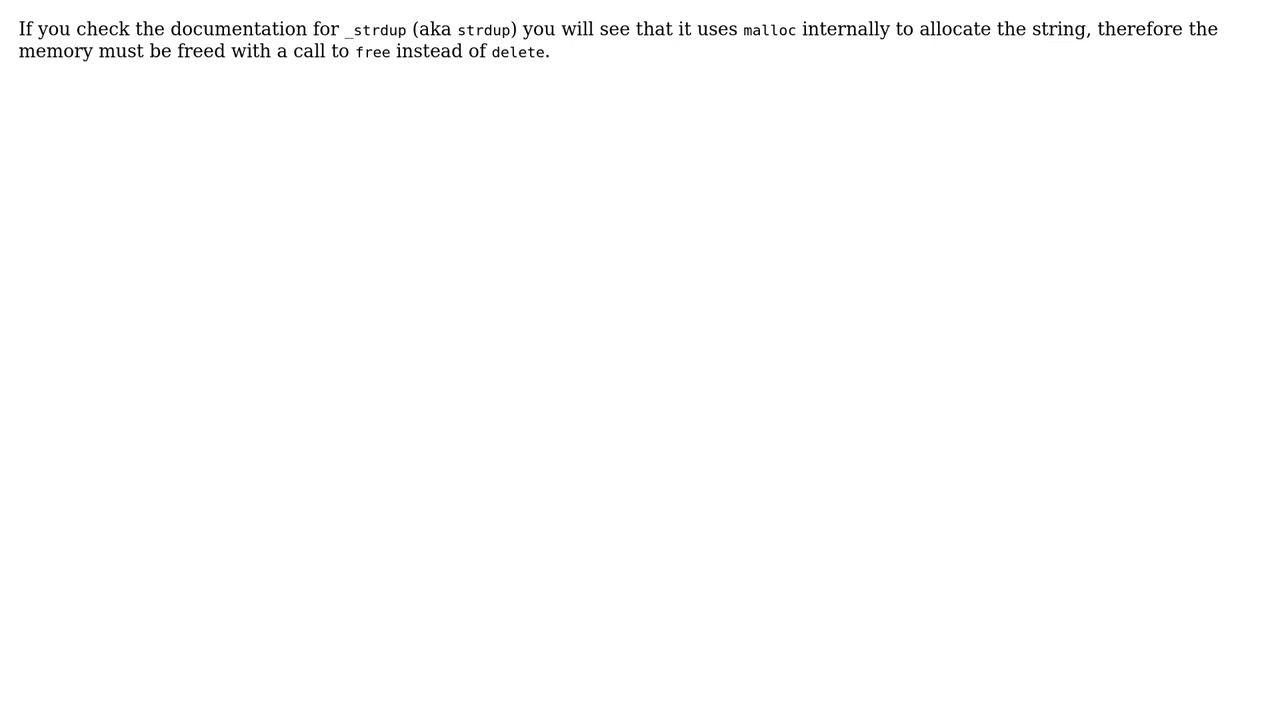 If you check the documentation for _strdup (aka strdup) you will see that it uses malloc internally to allocate the string, therefore the
memory must be freed with a call to free instead of delete.